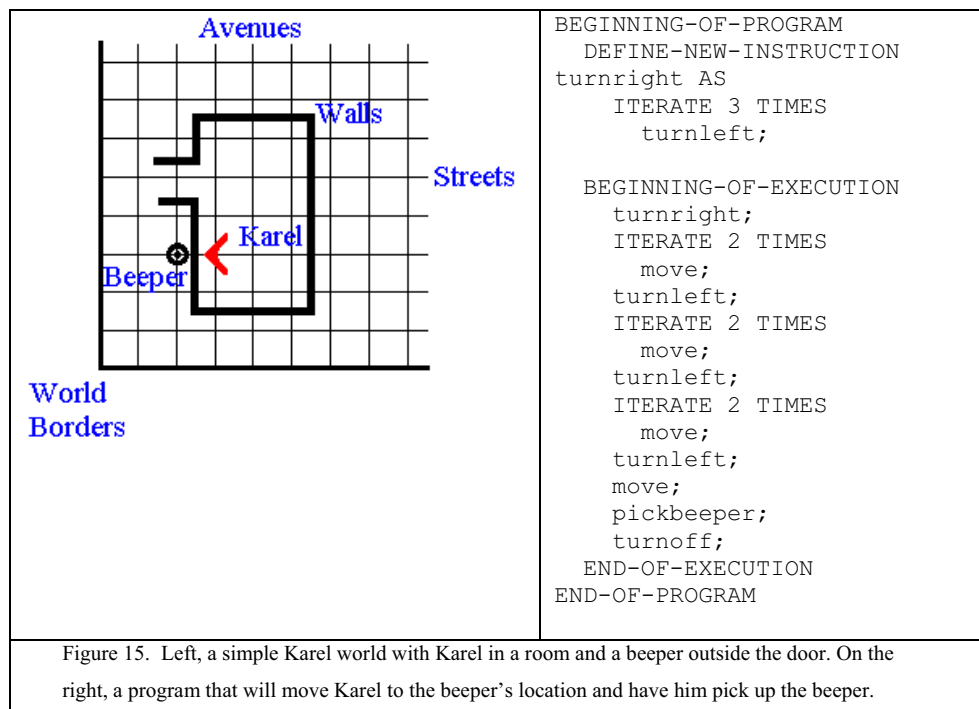 Avenues
Walls
Streets
Karel
Beeper
World
Borders
BEGINNING-OF-PROGRAM
DEFINE-NEW-INSTRUCTION
turnright AS
ITERATE 3 TIMES
turnleft;
BEGINNING-OF-EXECUTION
turnright;
ITERATE 2 TIMES
move;
turnleft;
ITERATE 2 TIMES
move;
turnleft;
ITERATE 2 TIMES
move;
turnleft;
move;
pickbeeper;
turnoff;
END-OF-EXECUTION
END-OF-PROGRAM
Figure 15. Left, a simple Karel world with Karel in a room and a beeper outside the door. On the
right, a program that will move Karel to the beeper’s location and have him pick up the beeper.